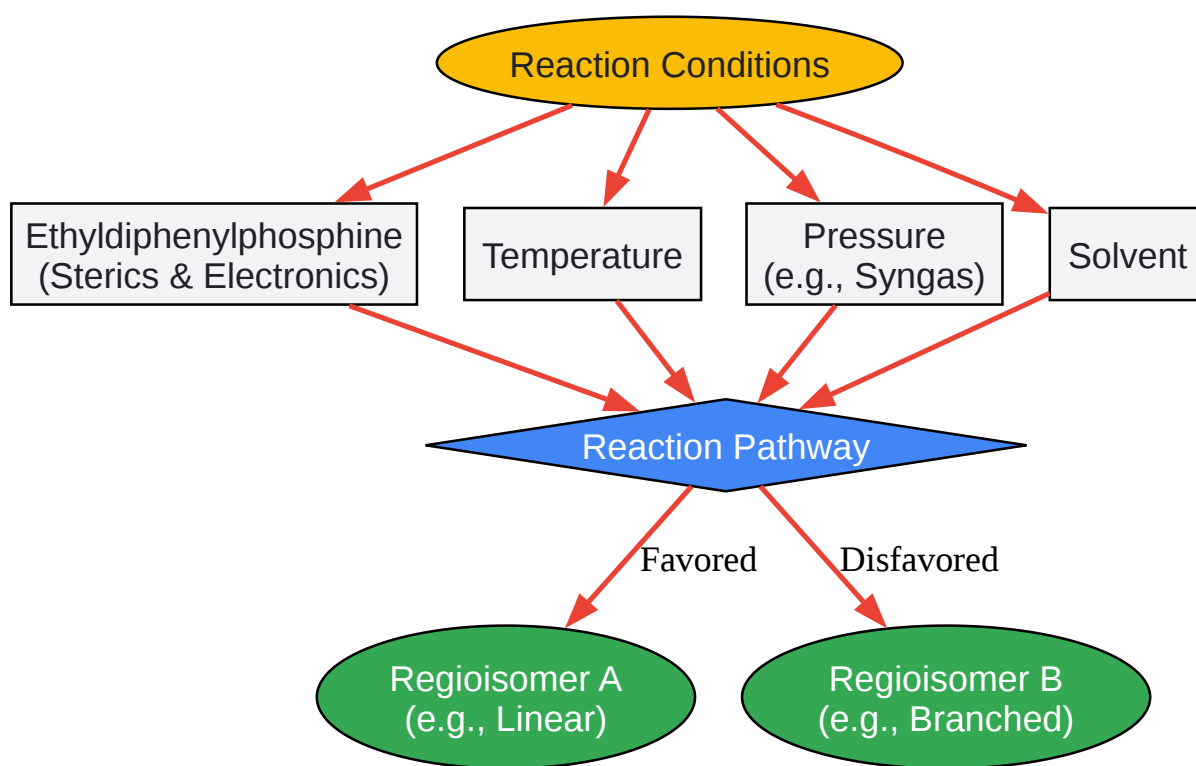 Reaction Conditions
Ethyldiphenylphosphine
(Sterics & Electronics)
Temperature
Pressure
(e.g., Syngas)
Solvent
Reaction Pathway
Favored
Disfavored
Regioisomer A
(e.g., Linear)
Regioisomer B
(e.g., Branched)